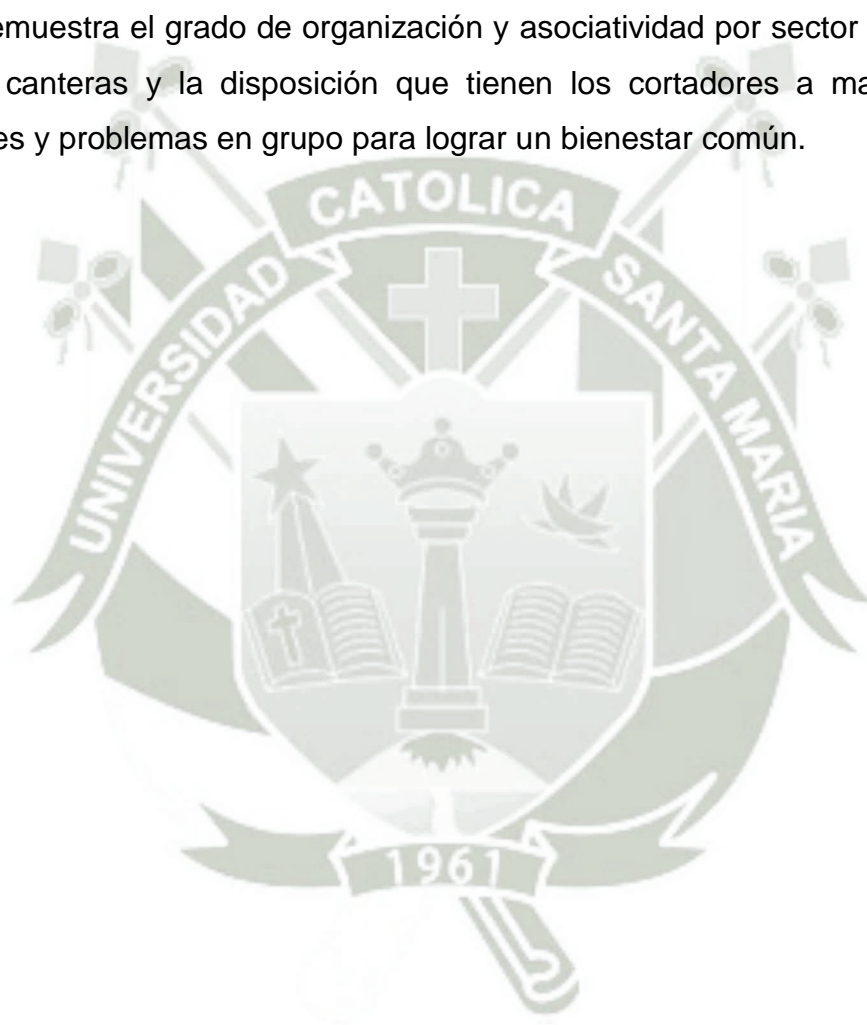 emuestra el grado de organización y asociatividad por sector
canteras y la disposición que tienen los cortadores a ma
es y problemas en grupo para lograr un bienestar común.
CATOLICA
UNIVERSIDAD
SANTA MARIA
1961